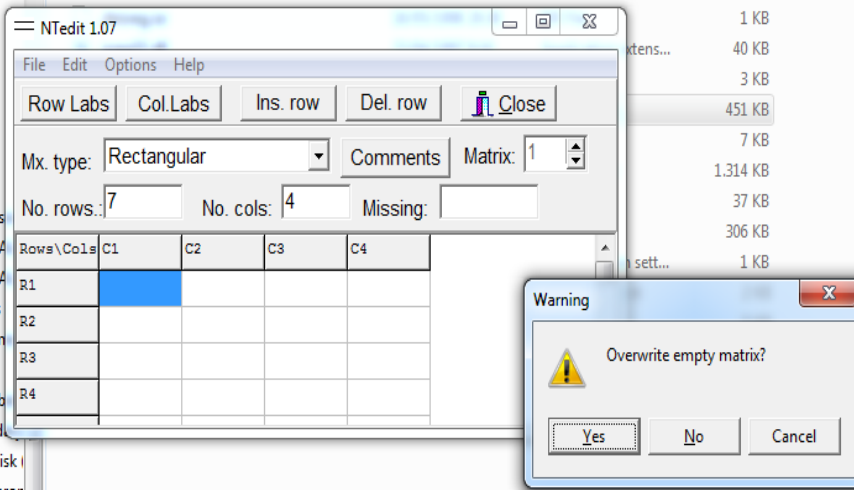 NTedit 1.07
File Edit Options Help
Row Labs Col.Labs Ins. row Del. row Close
Mx. type: Rectangular Comments Matrix: 1
No. rows.: 7 No. cols: 4 Missing:
Rows\Cols C1 C2 C3 C4
R1
R2
R3
R4
1 KB
xtens... 40 KB
3 KB
451 KB
7 KB
1.314 KB
37 KB
306 KB
sett... 1 KB
Warning
Overwrite empty matrix?
Yes No Cancel
isk